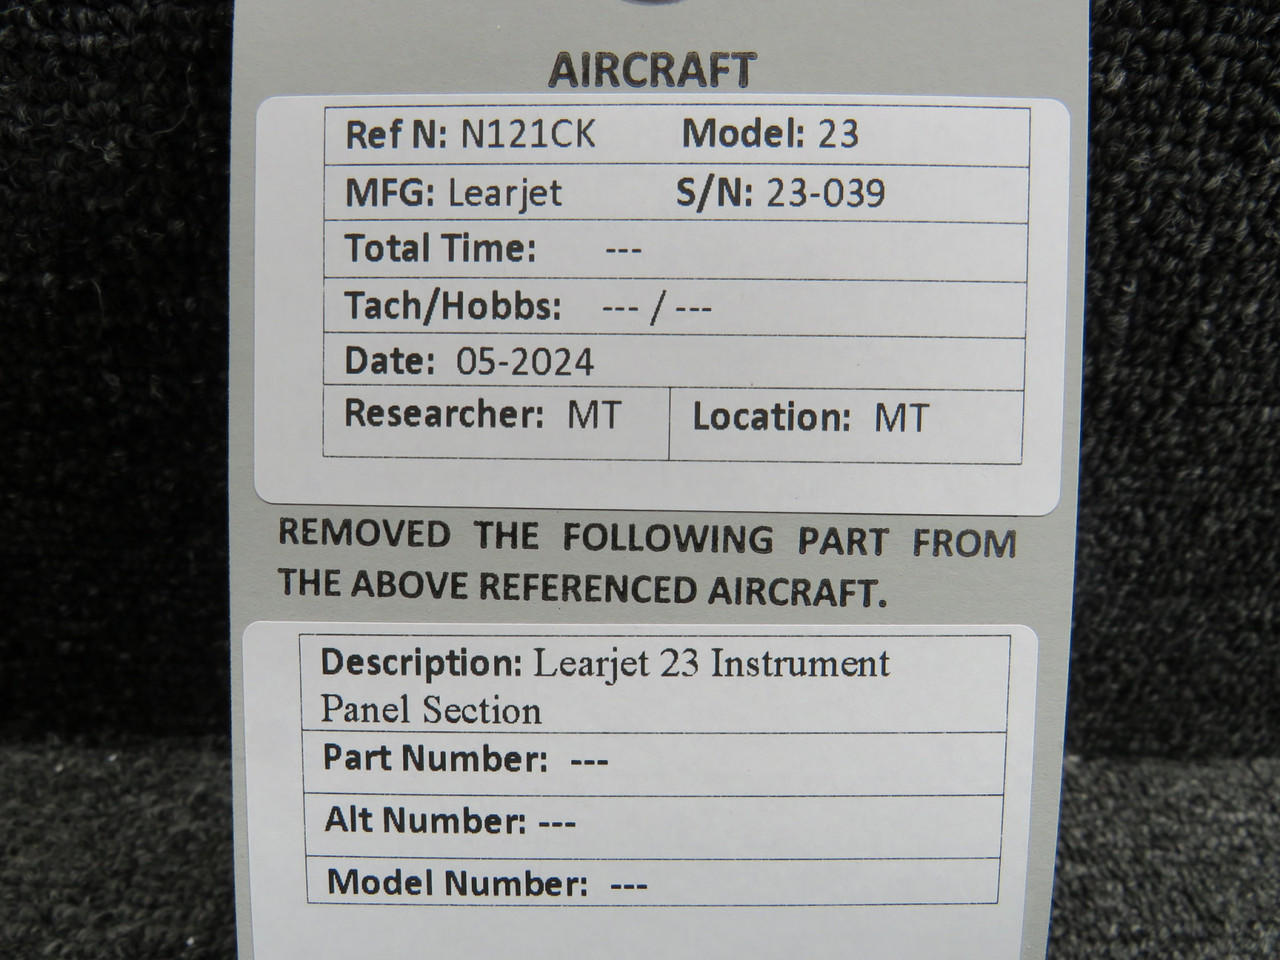 AIRCRAFT
Ref N: N121CK Model: 23
MFG: Learjet S/N: 23-039
Total Time: ---
Tach/Hobbs: --- / ---
Date: 05-2024
Researcher: MT Location: MT
REMOVED THE FOLLOWING PART FROM
THE ABOVE REFERENCED AIRCRAFT.
Description: Learjet 23 Instrument
Panel Section
Part Number: ---
Alt Number: ---
Model Number: ---